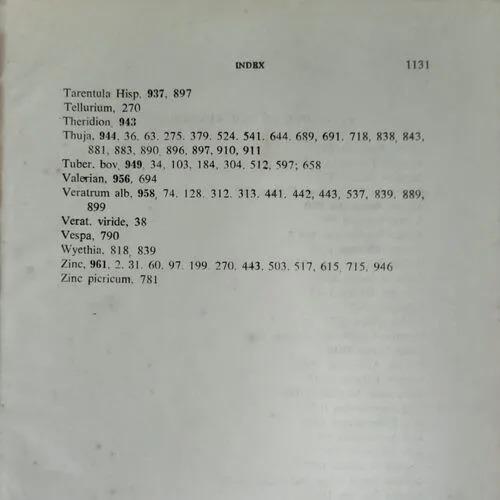 INDEX 1131
Tarentula Hisp. 937, 897
Tellurium, 270
Theridion, 943
Thuja, 944, 36. 63. 275. 379. 524. 541. 644. 689, 691. 718, 838, 843,
881, 883, 890, 896, 897, 910, 911
Tuber. bov, 949, 34, 103, 184, 304. 512, 597; 658
Valerian, 956, 694
Veratrum alb, 958, 74. 128. 312. 313. 441. 442, 443, 537, 839, 889,
899
Verat. viride, 38
Vespa, 790
Wyethia, 818, 839
Zinc, 961, 2. 31. 60. 97. 199. 270. 443. 503. 517, 615, 715, 946
Zinc picricum, 781